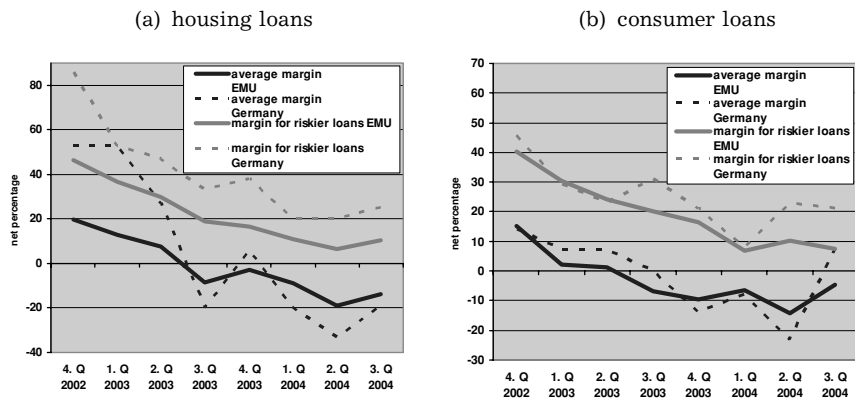 (a) housing loans
net percentage
80
60
40
20
0
-20
-40
average margin
EMU
average margin
Germany
margin for riskier loans EMU
margin for riskier loans
Germany
4. Q 1. Q 2. Q 3. Q 4. Q 1. Q 2. Q 3. Q
2002 2003 2003 2003 2003 2004 2004 2004
(b) consumer loans
net percentage
70
60
50
40
30
20
10
0
-10
-20
-30
average margin
EMU
average margin
Germany
margin for riskier loans
EMU
margin for riskier loans
Germany
4. Q 1. Q 2. Q 3. Q 4. Q 1. Q 2. Q 3. Q
2002 2003 2003 2003 2003 2004 2004 2004